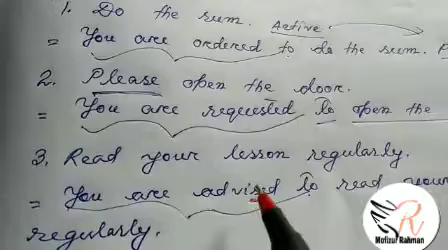 1. Do the sum. Active.
= You are ordered to do the sum. P
2. Please open the door.
= You are requested to open the
3. Read your lesson regularly.
= You are advised to read your
regularly.
R
Mofizur Rahman